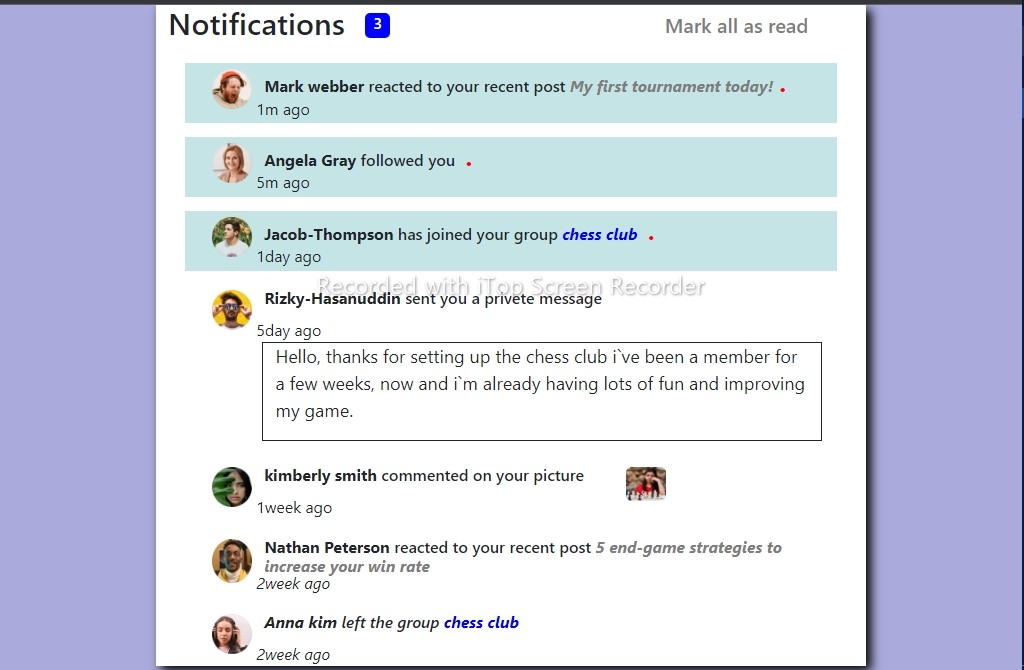 Notifications 3 Mark all as read
Mark webber reacted to your recent post My first tournament today!
1m ago
Angela Gray followed you
5m ago
Jacob-Thompson has joined your group chess club
1day ago
Recorded with iTop Screen Recorder
Rizky-Hasanuddin sent you a privete message
5day ago
Hello, thanks for setting up the chess club i`ve been a member for
a few weeks, now and i`m already having lots of fun and improving
my game.
kimberly smith commented on your picture
1week ago
Nathan Peterson reacted to your recent post 5 end-game strategies to
increase your win rate
2week ago
Anna kim left the group chess club
2week ago